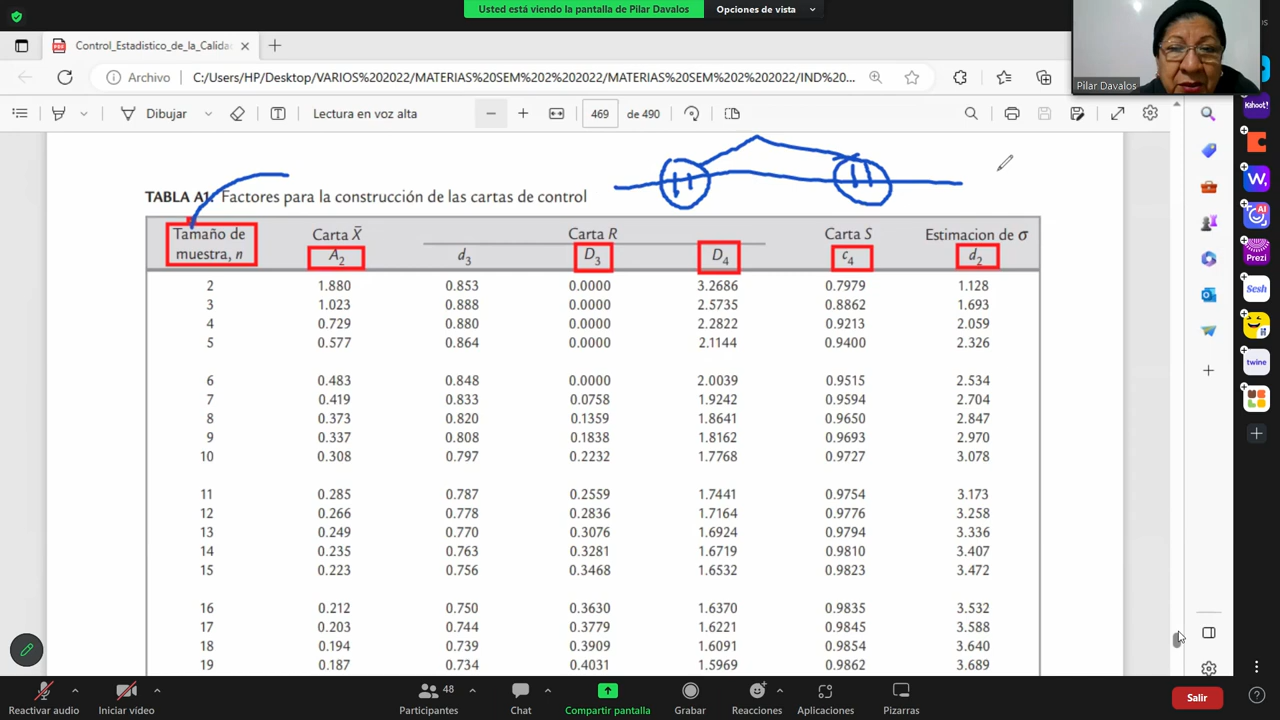 Usted está viendo la pantalla de Pilar Davalos
Opciones de vista
Control_Estadistico_de_la_Calida
Archivo
C:/Users/HP/Desktop/VARIOS%202022/MATERIAS%20SEM%202%202022/MATERIAS%20SEM%202%202022/IND%20...
Pilar Davalos
Dibujar
Lectura en voz alta
469 de 490
TABLA A1. Factores para la construcción de las cartas de control
Tamaño de muestra, n
Carta X̄
Carta R
Carta S
Estimacion de σ
A2 d3 D3 D4 c4 d2
2 1.880 0.853 0.0000 3.2686 0.7979 1.128
3 1.023 0.888 0.0000 2.5735 0.8862 1.693
4 0.729 0.880 0.0000 2.2822 0.9213 2.059
5 0.577 0.864 0.0000 2.1144 0.9400 2.326
6 0.483 0.848 0.0000 2.0039 0.9515 2.534
7 0.419 0.833 0.0758 1.9242 0.9594 2.704
8 0.373 0.820 0.1359 1.8641 0.9650 2.847
9 0.337 0.808 0.1838 1.8162 0.9693 2.970
10 0.308 0.797 0.2232 1.7768 0.9727 3.078
11 0.285 0.787 0.2559 1.7441 0.9754 3.173
12 0.266 0.778 0.2836 1.7164 0.9776 3.258
13 0.249 0.770 0.3076 1.6924 0.9794 3.336
14 0.235 0.763 0.3281 1.6719 0.9810 3.407
15 0.223 0.756 0.3468 1.6532 0.9823 3.472
16 0.212 0.750 0.3630 1.6370 0.9835 3.532
17 0.203 0.744 0.3779 1.6221 0.9845 3.588
18 0.194 0.739 0.3909 1.6091 0.9854 3.640
19 0.187 0.734 0.4031 1.5969 0.9862 3.689
Kahoot!
W
AI
Prezi
Sesh
twine
Reactivar audio
Iniciar video
48
Participantes
Chat
Compartir pantalla
Grabar
Reacciones
Aplicaciones
Pizarras
Salir